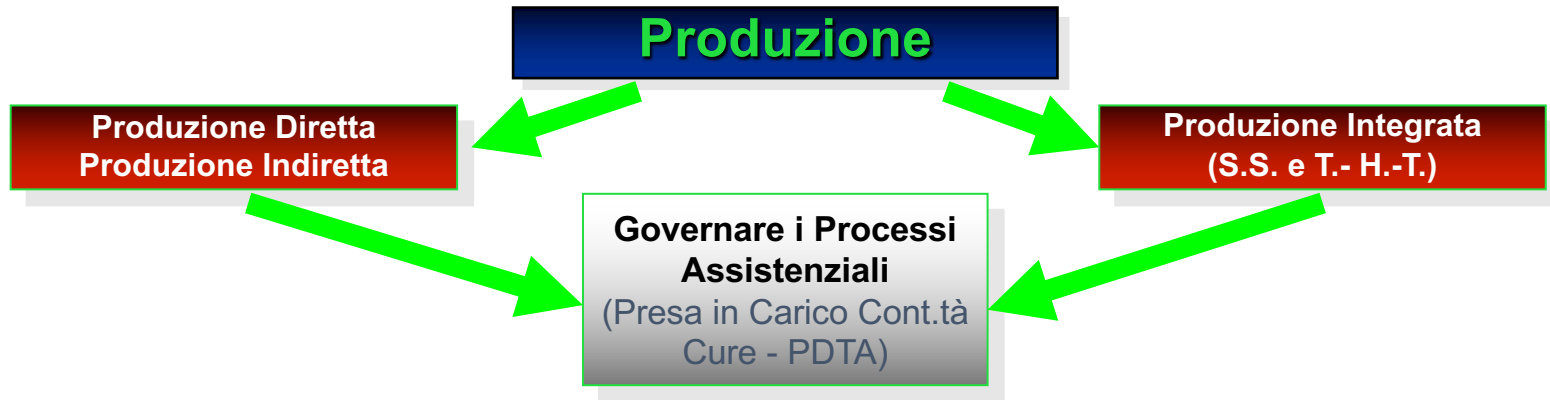 Produzione
Produzione Diretta
Produzione Indiretta
Produzione Integrata
(S.S. e T.- H.-T.)
Governare i Processi
Assistenziali
(Presa in Carico Cont.tà
Cure - PDTA)